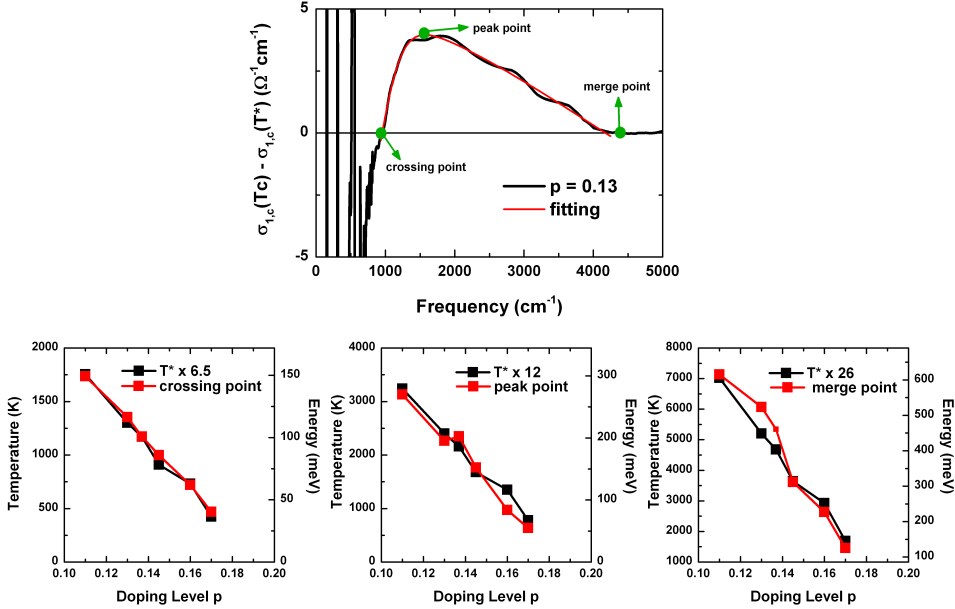 5
0
-5
σ1,c(Tc) - σ1,c(T*) (Ω-1cm-1)
peak point
merge point
crossing point
p = 0.13
fitting
0 1000 2000 3000 4000 5000
Frequency (cm-1)
2000
1500
1000
500
0
Temperature (K)
T* x 6.5
crossing point
150
100
50
0
Energy (meV)
0.10 0.12 0.14 0.16 0.18 0.20
Doping Level p
4000
3000
2000
1000
0
Temperature (K)
T* x 12
peak point
300
200
100
0
Energy (meV)
0.10 0.12 0.14 0.16 0.18 0.20
Doping Level p
8000
7000
6000
5000
4000
3000
2000
1000
Temperature (K)
T* x 26
merge point
600
500
400
300
200
100
Energy (meV)
0.10 0.12 0.14 0.16 0.18 0.20
Doping Level p